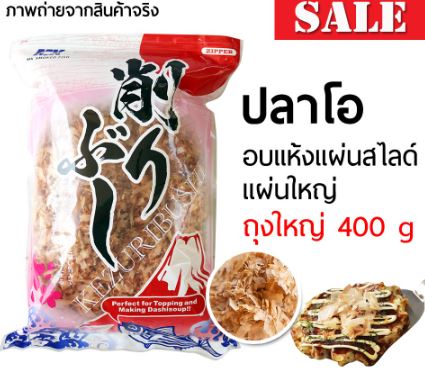 ภาพถ่ายจากสินค้าจริง
SALE
ZIPPER
削りぶし
KEZURIBUSHI
Perfect for Topping and
Making Dashisoup!!
ปลาโอ
อบแห้งแผ่นสไลด์
แผ่นใหญ่
ถุงใหญ่ 400 g